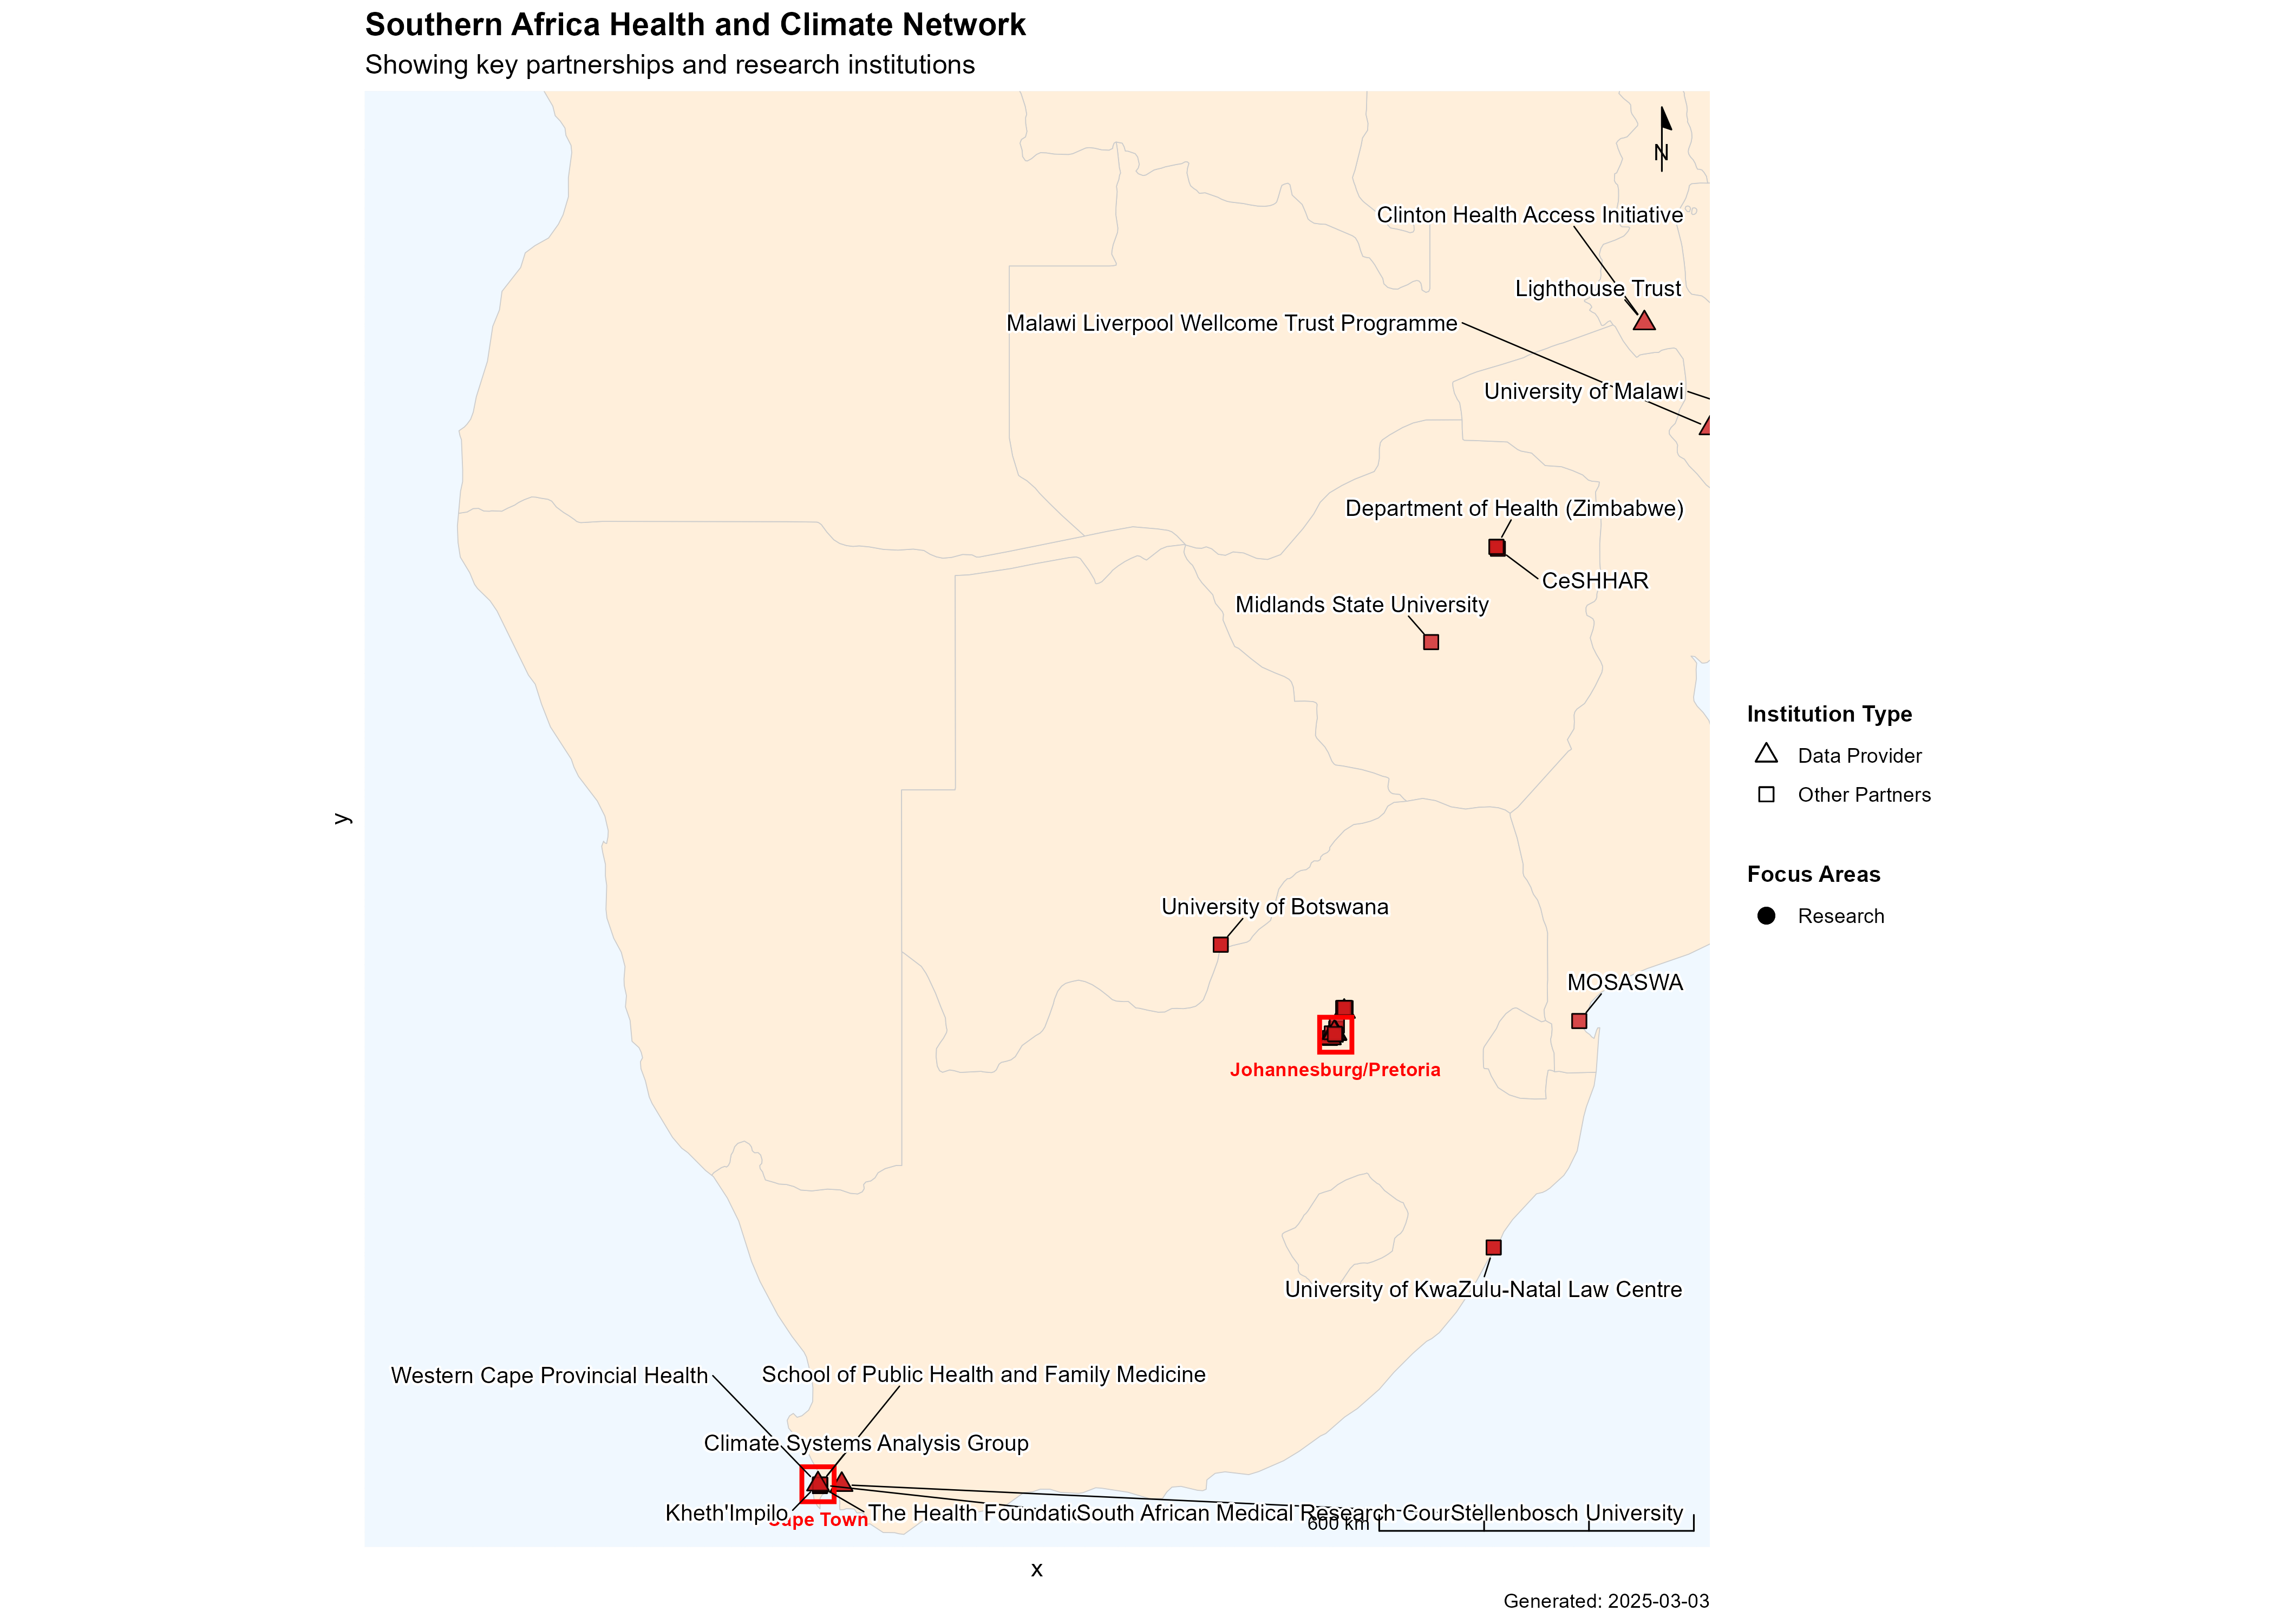 Southern Africa Health and Climate Network
Showing key partnerships and research institutions
N
Clinton Health Access Initiative
Lighthouse Trust
Malawi Liverpool Wellcome Trust Programme
University of Malawi
Department of Health (Zimbabwe)
CeSHHAR
Midlands State University
University of Botswana
MOSASWA
Johannesburg/Pretoria
University of KwaZulu-Natal Law Centre
Western Cape Provincial Health
School of Public Health and Family Medicine
Climate Systems Analysis Group
Kheth'Impilo
The Health
South African Medical Research
Stellenbosch University
Cape Town
600 km
y
x
Institution Type
Data Provider
Other Partners
Focus Areas
Research
Generated: 2025-03-03